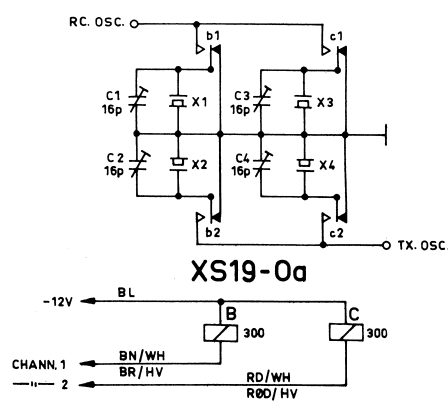 RC. OSC.
b1 c1
C1 16p X1 C3 16p X3
C2 16p X2 C4 16p X4
b2 c2
TX. OSC.
XS19-0a
-12V BL
B 300 C 300
CHANN. 1 BN/WH
BR/HV
—"— 2 RD/WH
RØD/HV